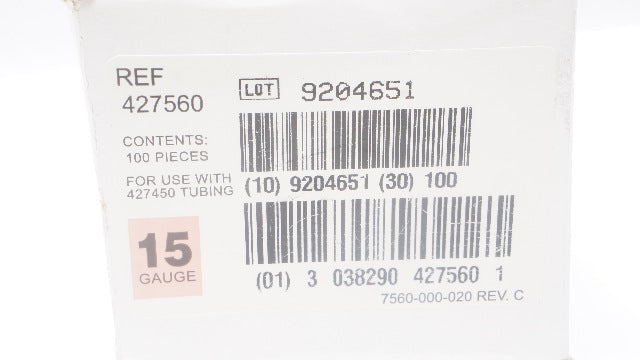 REF
427560
LOT 9204651
CONTENTS:
100 PIECES
FOR USE WITH
427450 TUBING
(10) 9204651 (30) 100
15
GAUGE
(01) 3 038290 427560 1
7560-000-020 REV. C